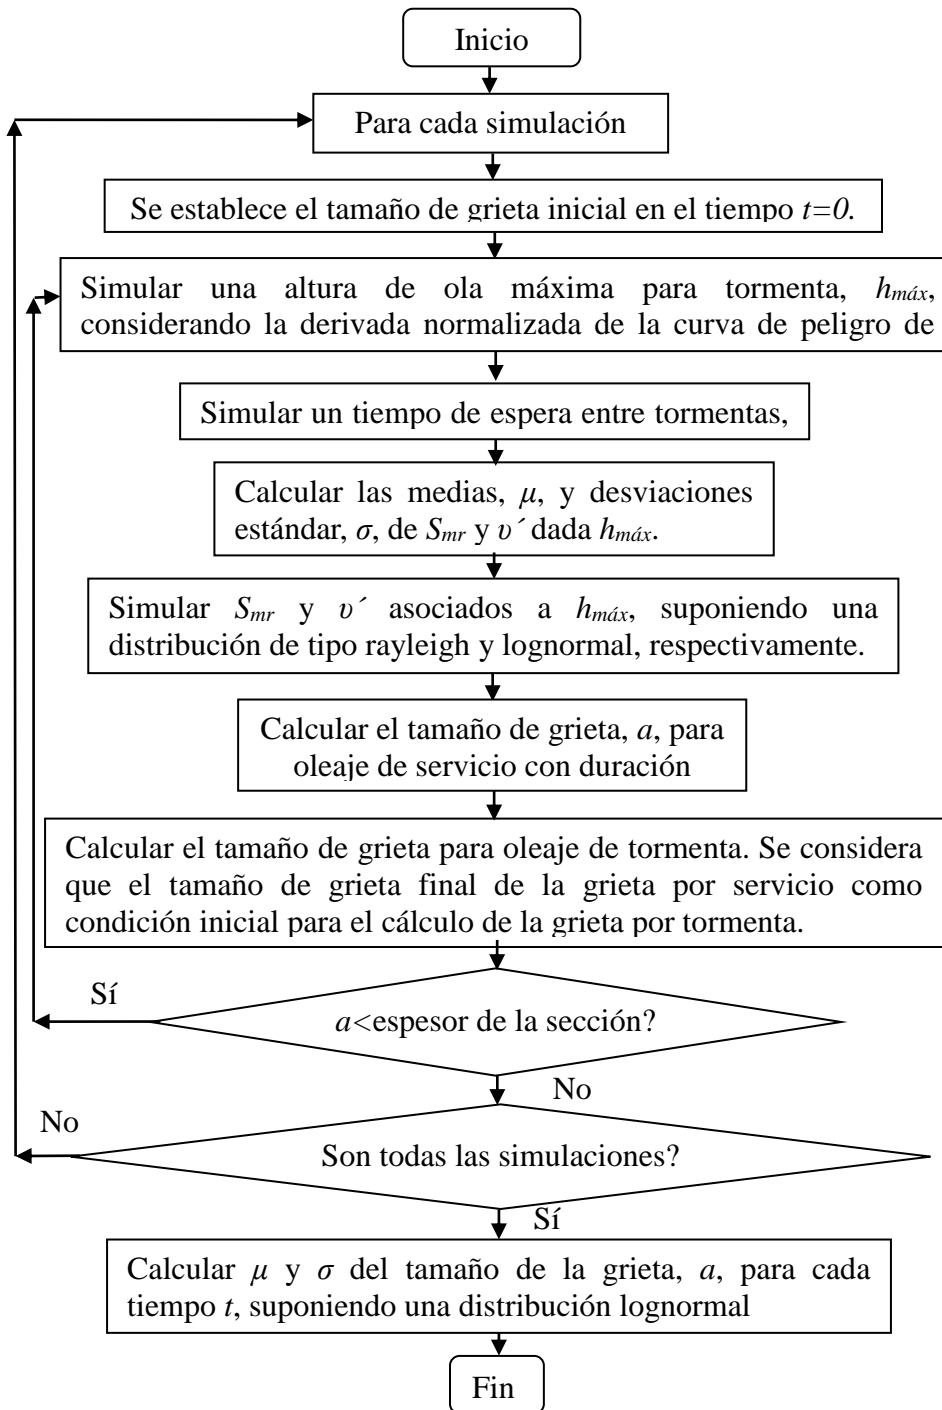 Inicio
Para cada simulación
Se establece el tamaño de grieta inicial en el tiempo t=0.
Simular una altura de ola máxima para tormenta, hmáx,
considerando la derivada normalizada de la curva de peligro de
Simular un tiempo de espera entre tormentas,
Calcular las medias, μ, y desviaciones
estándar, σ, de Smr y υ´ dada hmáx.
Simular Smr y υ´ asociados a hmáx, suponiendo una
distribución de tipo rayleigh y lognormal, respectivamente.
Calcular el tamaño de grieta, a, para
oleaje de servicio con duración
Calcular el tamaño de grieta para oleaje de tormenta. Se considera
que el tamaño de grieta final de la grieta por servicio como
condición inicial para el cálculo de la grieta por tormenta.
Sí
a<espesor de la sección?
No
No
Son todas las simulaciones?
Sí
Calcular μ y σ del tamaño de la grieta, a, para cada
tiempo t, suponiendo una distribución lognormal
Fin